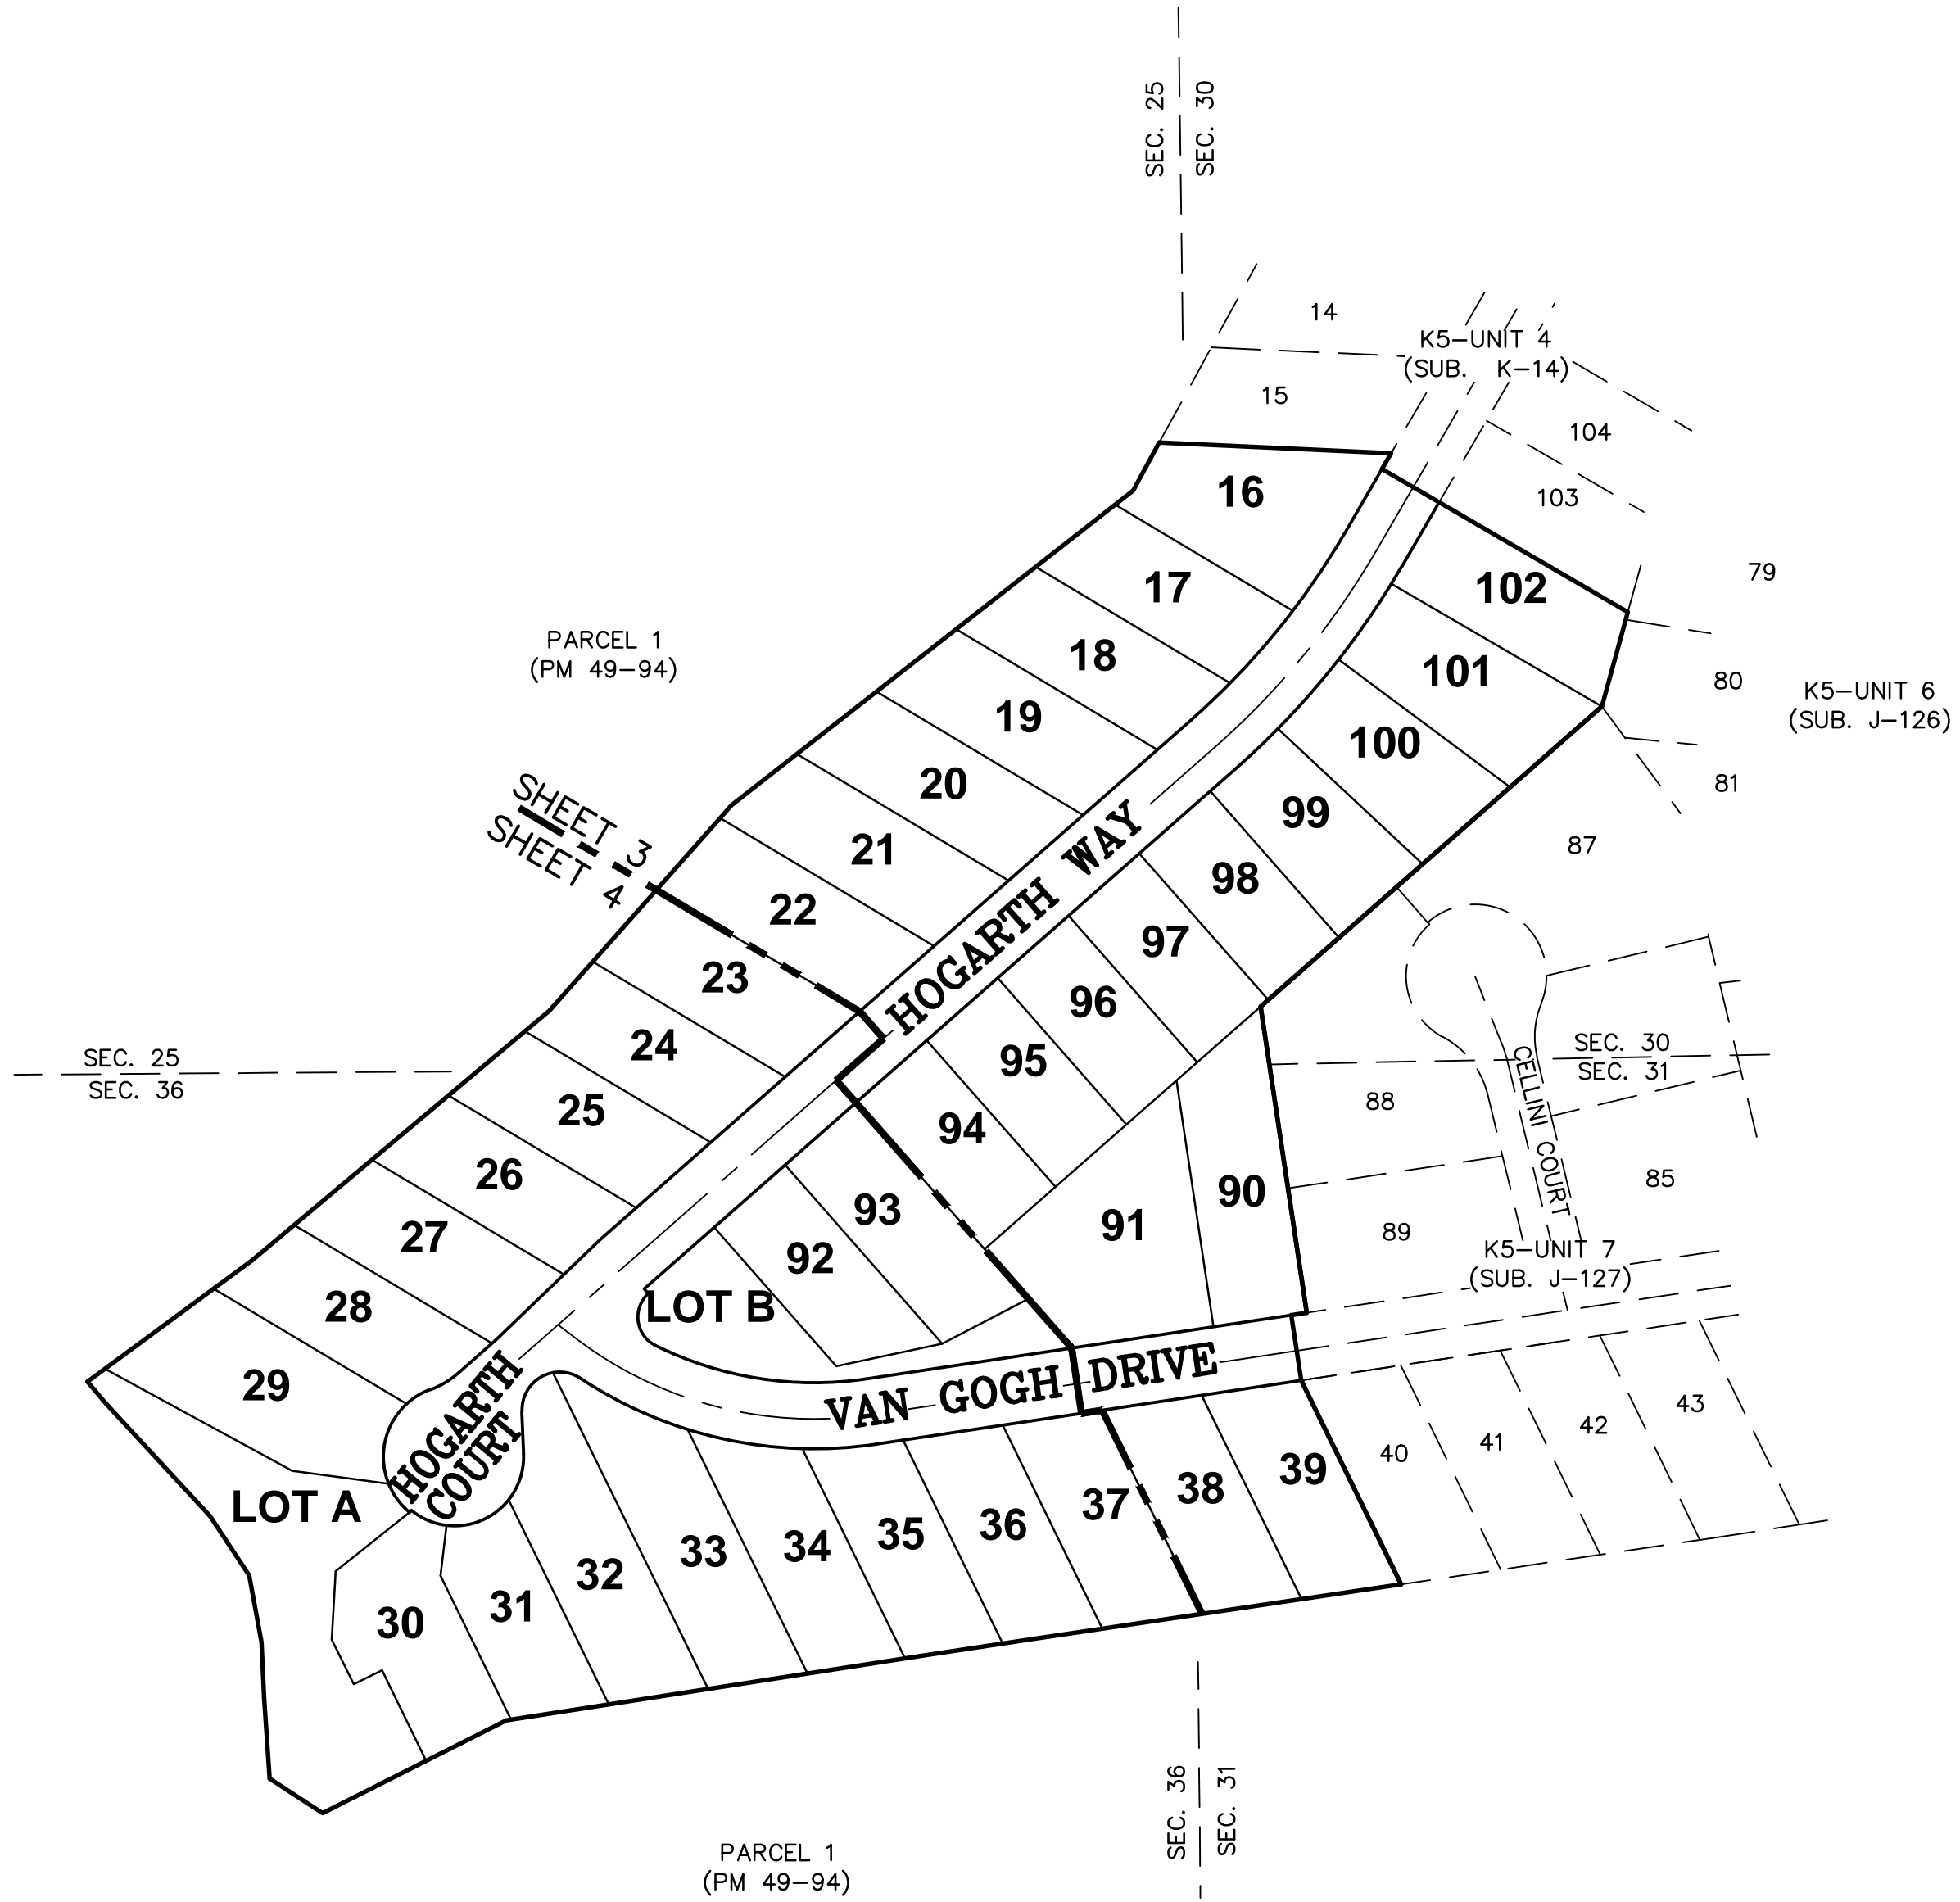 SEC. 25
SEC. 30
14
K5-UNIT 4
(SUB. K-14)
15
104
16
103
102
79
17
PARCEL 1
(PM 49-94)
18
101
80
K5-UNIT 6
(SUB. J-126)
19
100
20
81
SHEET 3
SHEET 4
99
21
87
98
22
HOGARTH WAY
97
23
96
24
SEC. 25
SEC. 36
95
SEC. 30
SEC. 31
CELLINI COURT
25
88
94
26
90
85
93
91
27
89
92
K5-UNIT 7
(SUB. J-127)
28
LOT B
29
HOGARTH
COURT
VAN GOGH DRIVE
43
42
41
40
39
38
37
LOT A
36
35
34
33
32
31
30
SEC. 36
SEC. 31
PARCEL 1
(PM 49-94)